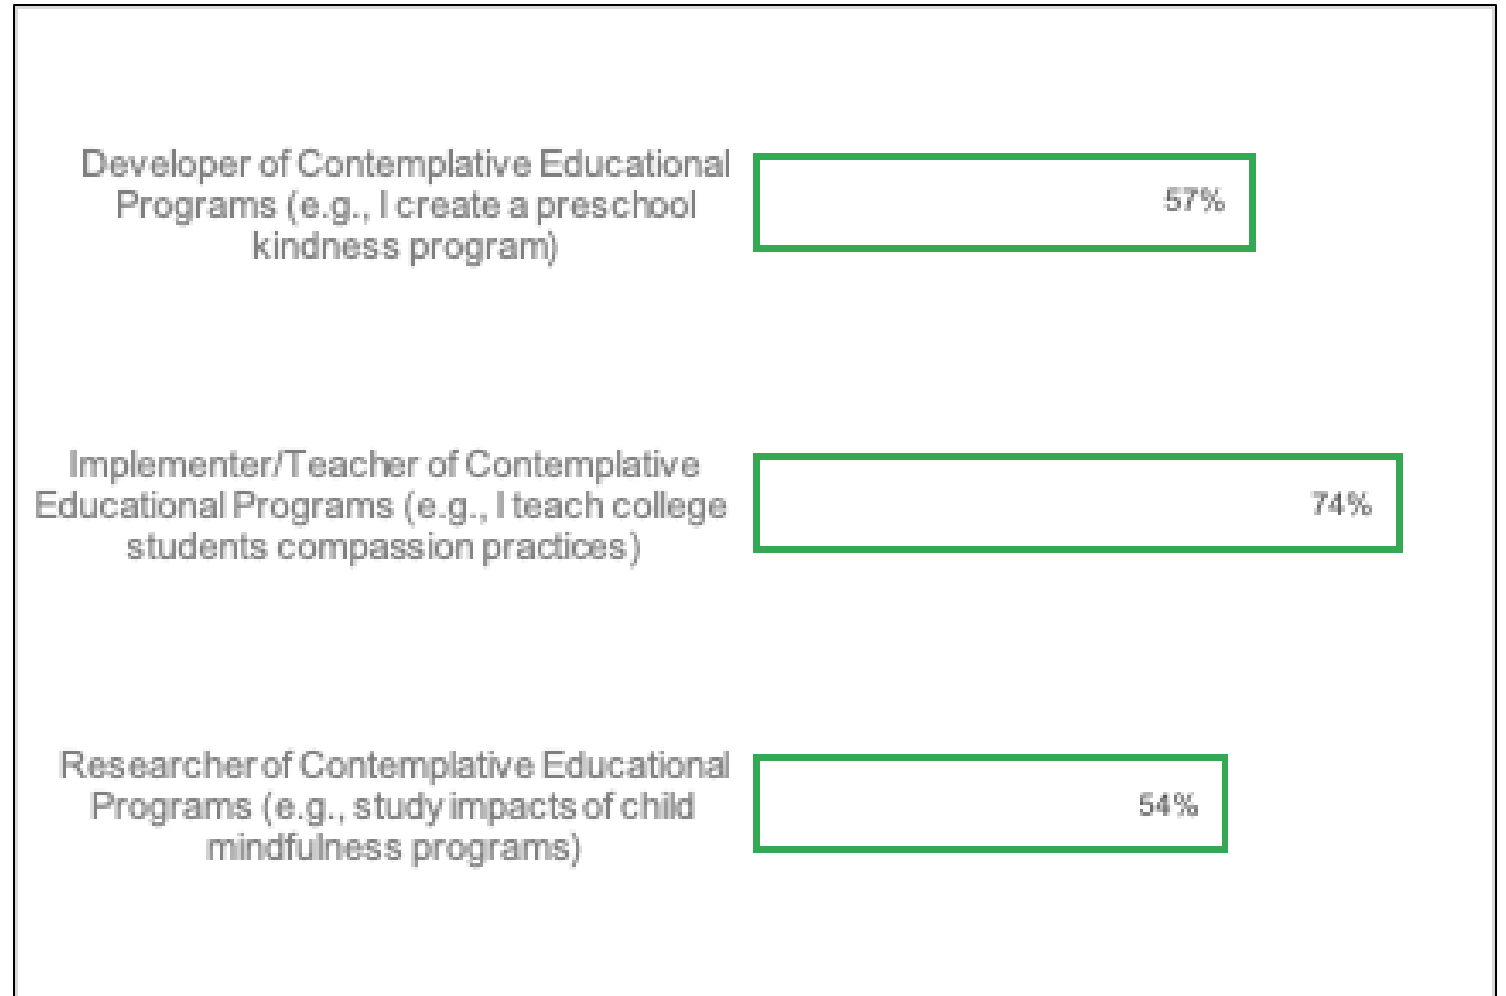 Developer of Contemplative Educational
Programs (e.g., I create a preschool
kindness program)
57%
Implementer/Teacher of Contemplative
Educational Programs (e.g., I teach college
students compassion practices)
74%
Researcher of Contemplative Educational
Programs (e.g., study impacts of child
mindfulness programs)
54%